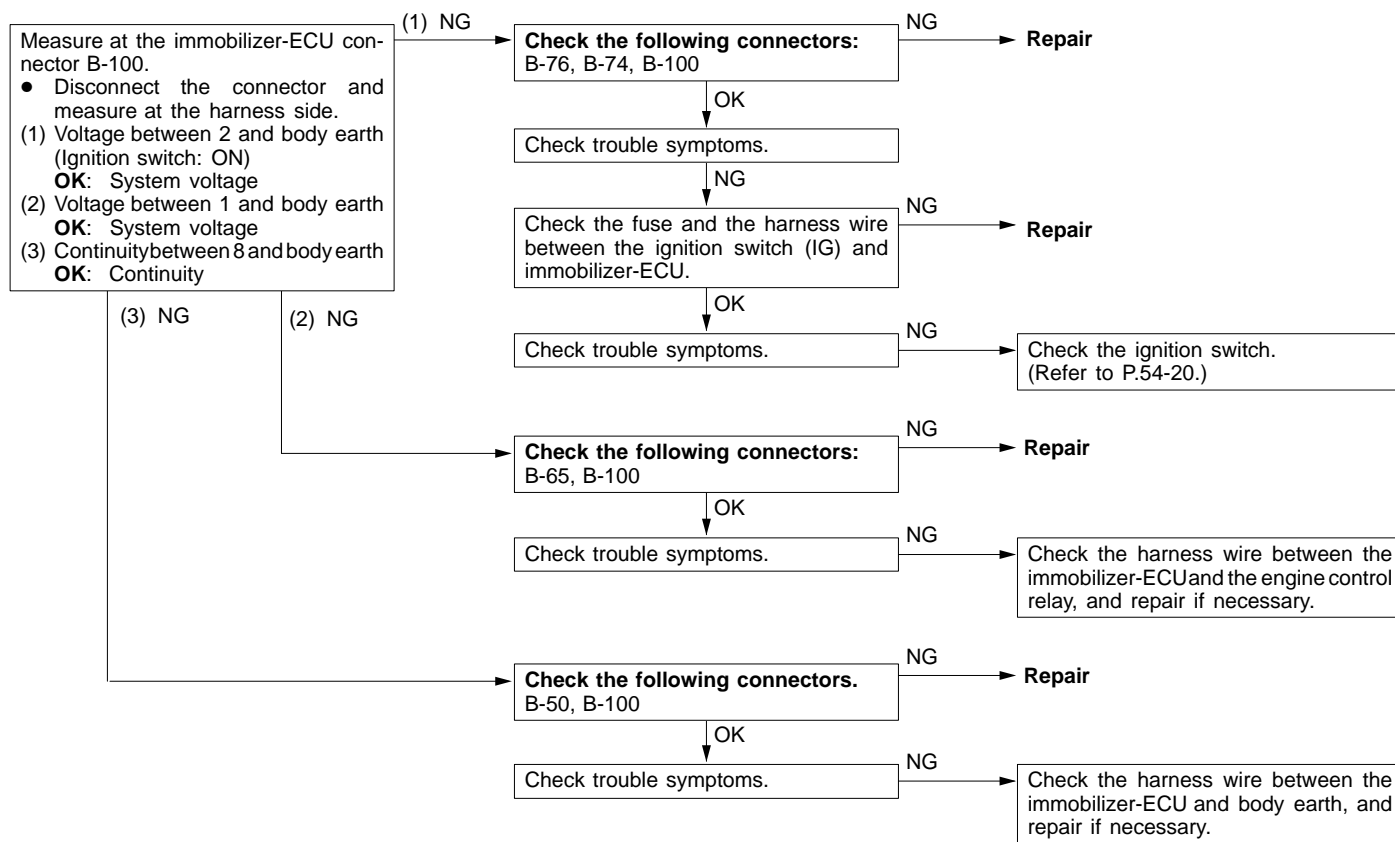 Measure at the immobilizer-ECU con-
nector B-100.
● Disconnect the connector and
measure at the harness side.
(1) Voltage between 2 and body earth
(Ignition switch: ON)
OK: System voltage
(2) Voltage between 1 and body earth
OK: System voltage
(3) Continuity between 8 and body earth
OK: Continuity
(1) NG
Check the following connectors:
B-76, B-74, B-100
NG
Repair
OK
Check trouble symptoms.
NG
Check the fuse and the harness wire
between the ignition switch (IG) and
immobilizer-ECU.
NG
Repair
OK
Check trouble symptoms.
NG
Check the ignition switch.
(Refer to P.54-20.)
(3) NG
(2) NG
Check the following connectors:
B-65, B-100
NG
Repair
OK
Check trouble symptoms.
NG
Check the harness wire between the
immobilizer-ECU and the engine control
relay, and repair if necessary.
Check the following connectors.
B-50, B-100
NG
Repair
OK
Check trouble symptoms.
NG
Check the harness wire between the
immobilizer-ECU and body earth, and
repair if necessary.